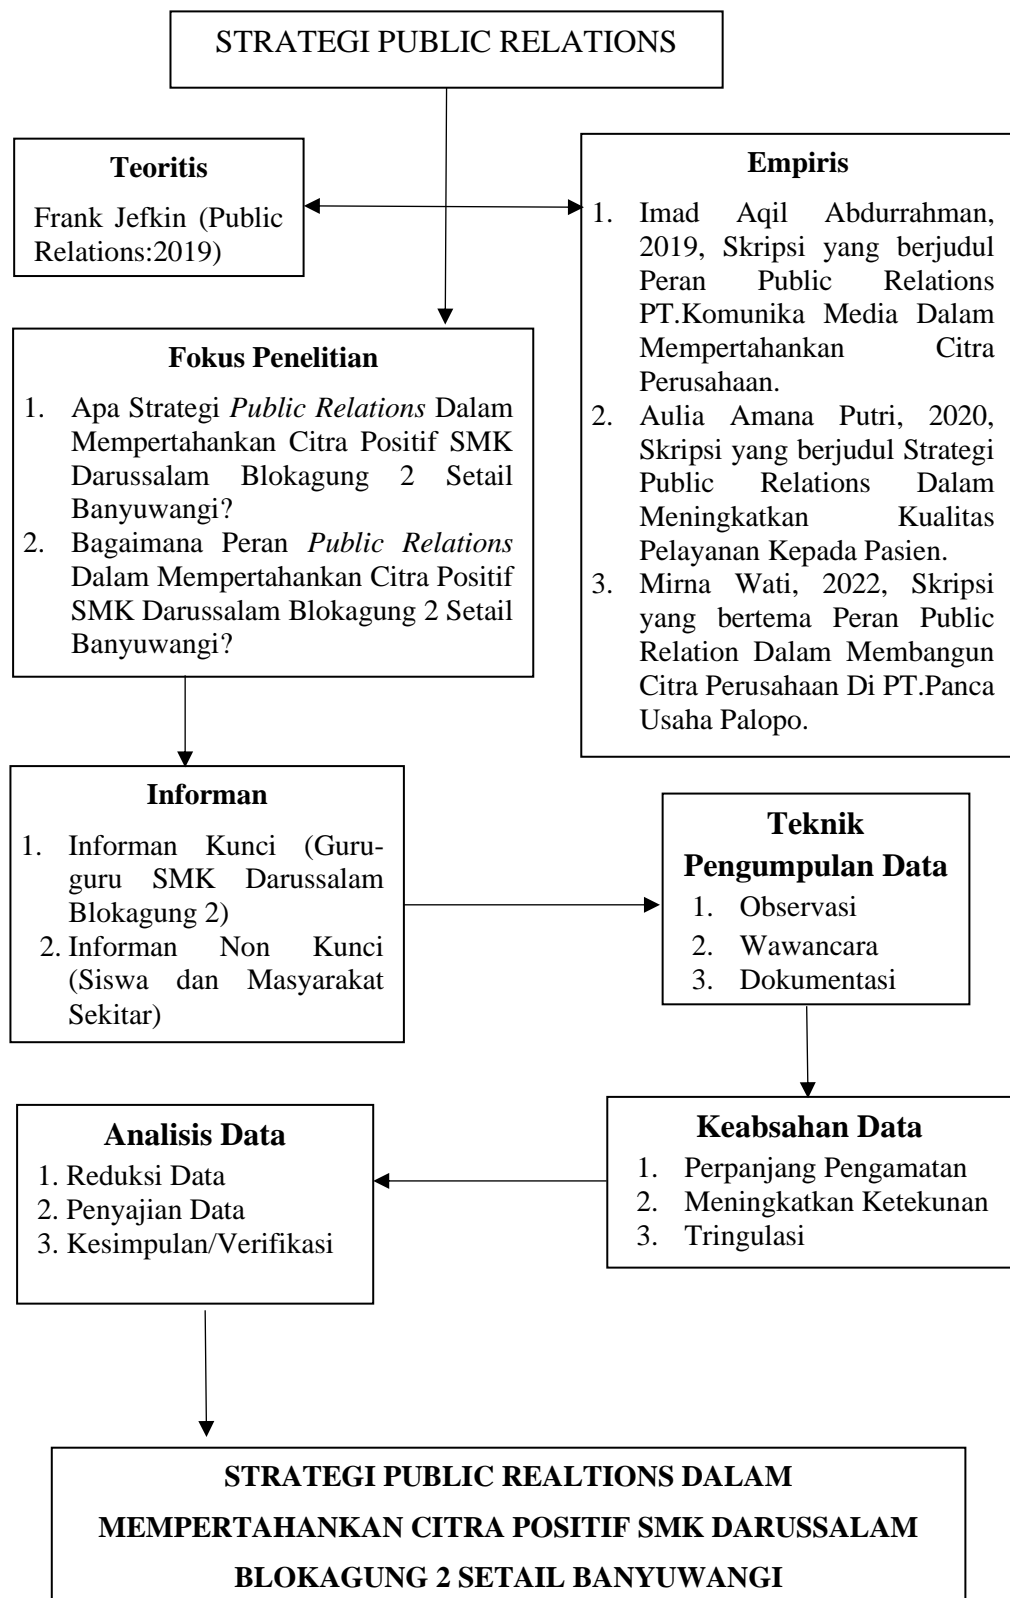 STRATEGI PUBLIC RELATIONS
Teoritis
Frank Jefkin (Public
Relations:2019)
Empiris
1. Imad Aqil Abdurrahman,
2019, Skripsi yang berjudul
Peran Public Relations
PT.Komunika Media Dalam
Mempertahankan Citra
Perusahaan.
2. Aulia Amana Putri, 2020,
Skripsi yang berjudul Strategi
Public Relations Dalam
Meningkatkan Kualitas
Pelayanan Kepada Pasien.
3. Mirna Wati, 2022, Skripsi
yang bertema Peran Public
Relation Dalam Membangun
Citra Perusahaan Di PT.Panca
Usaha Palopo.
Fokus Penelitian
1. Apa Strategi Public Relations Dalam
Mempertahankan Citra Positif SMK
Darussalam Blokagung 2 Setail
Banyuwangi?
2. Bagaimana Peran Public Relations
Dalam Mempertahankan Citra Positif
SMK Darussalam Blokagung 2 Setail
Banyuwangi?
Informan
1. Informan Kunci (Guru-
guru SMK Darussalam
Blokagung 2)
2. Informan Non Kunci
(Siswa dan Masyarakat
Sekitar)
Teknik
Pengumpulan Data
1. Observasi
2. Wawancara
3. Dokumentasi
Keabsahan Data
1. Perpanjang Pengamatan
2. Meningkatkan Ketekunan
3. Tringulasi
Analisis Data
1. Reduksi Data
2. Penyajian Data
3. Kesimpulan/Verifikasi
STRATEGI PUBLIC REALTIONS DALAM
MEMPERTAHANKAN CITRA POSITIF SMK DARUSSALAM
BLOKAGUNG 2 SETAIL BANYUWANGI